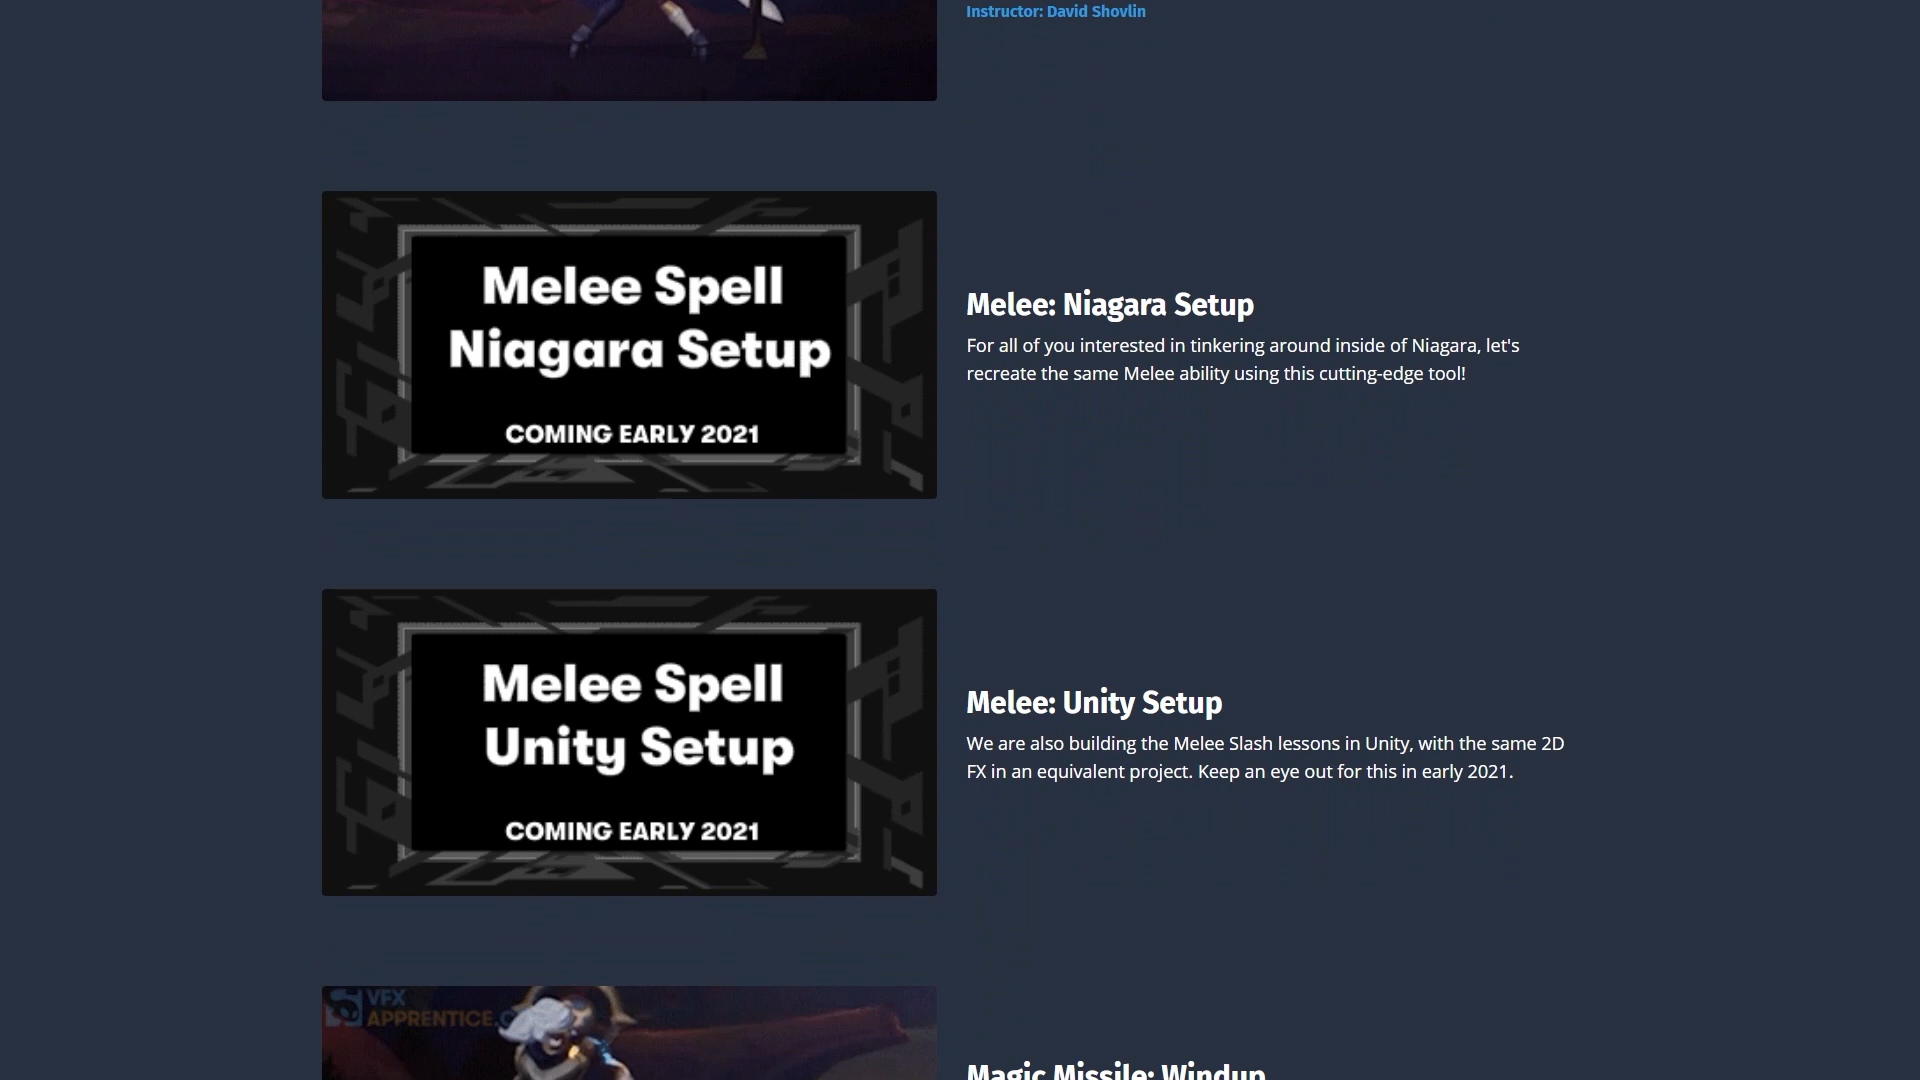 Instructor: David Shovlin
Melee Spell
Niagara Setup
COMING EARLY 2021
Melee: Niagara Setup
For all of you interested in tinkering around inside of Niagara, let's
recreate the same Melee ability using this cutting-edge tool!
Melee Spell
Unity Setup
COMING EARLY 2021
Melee: Unity Setup
We are also building the Melee Slash lessons in Unity, with the same 2D
FX in an equivalent project. Keep an eye out for this in early 2021.
VFX
APPRENTICE.C
Magic Missile: Windup